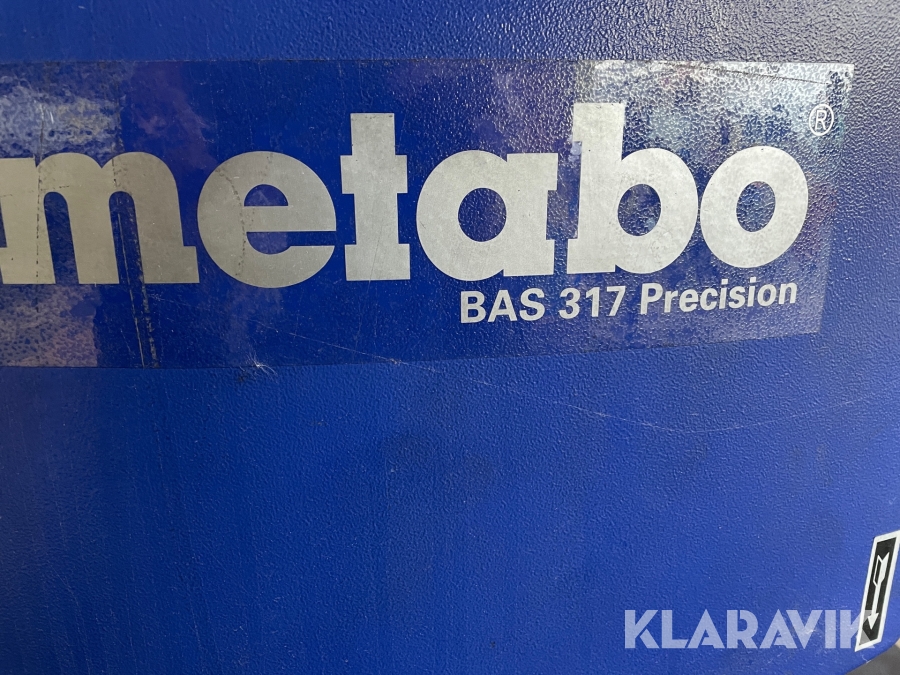 metabo®
BAS 317 Precision
KLARAVIK